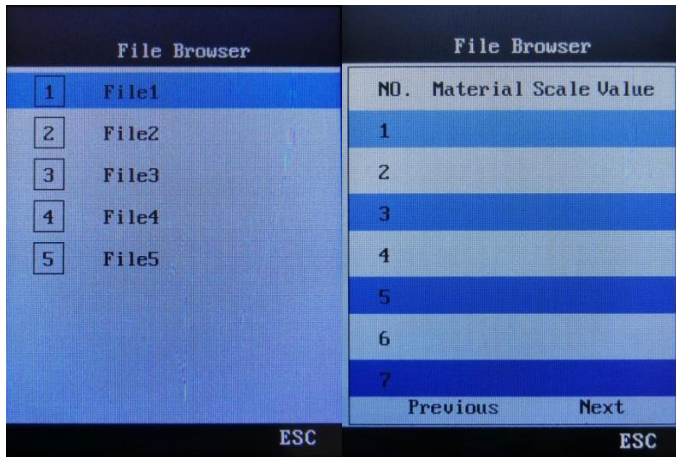 File Browser
1 File1
2 File2
3 File3
4 File4
5 File5
ESC
File Browser
NO. Material Scale Value
1
2
3
4
5
6
7
Previous Next
ESC